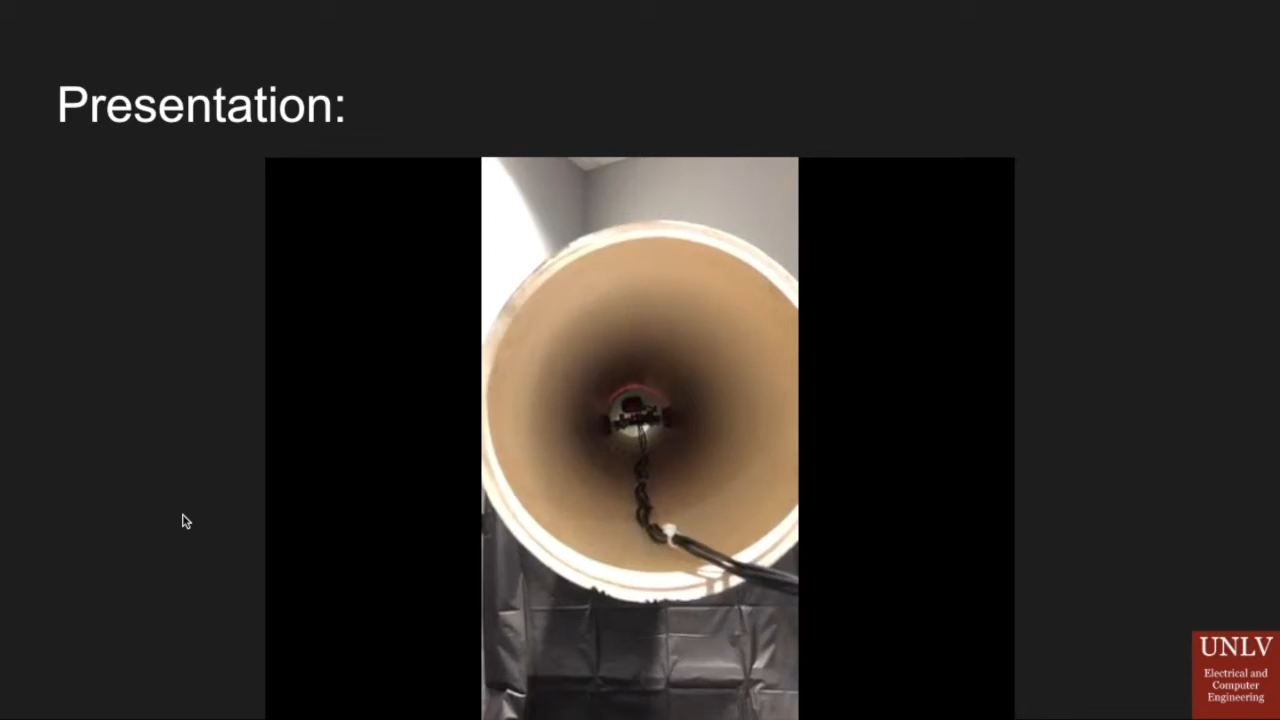 Presentation:
UNLV
Electrical and
Computer
Engineering